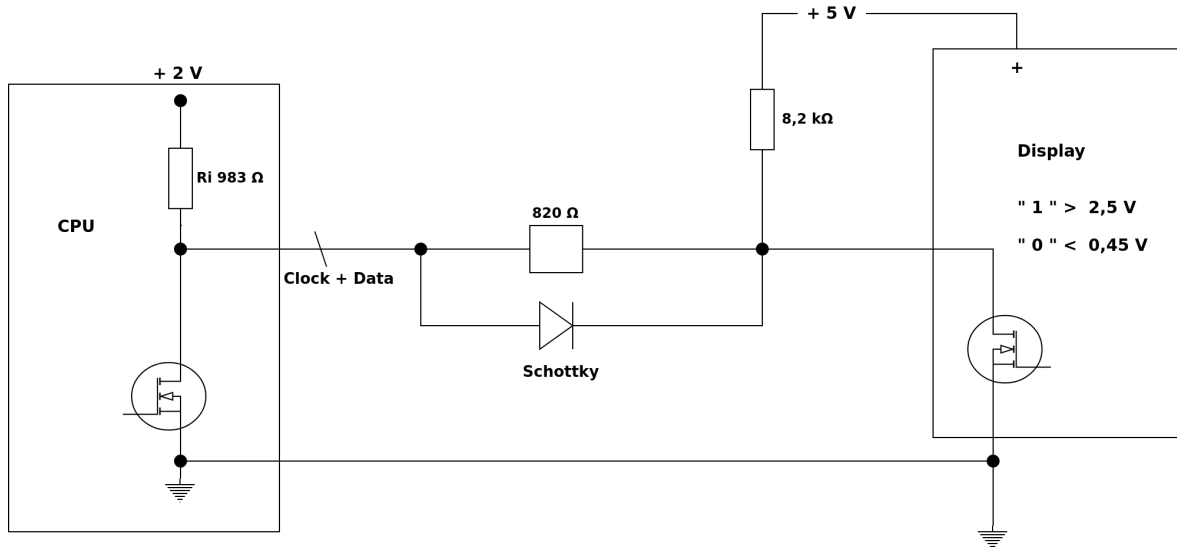 + 5 V
+ 2 V
+
8,2 kΩ
Display
Ri 983 Ω
" 1 " > 2,5 V
820 Ω
CPU
" 0 " < 0,45 V
Clock + Data
Schottky